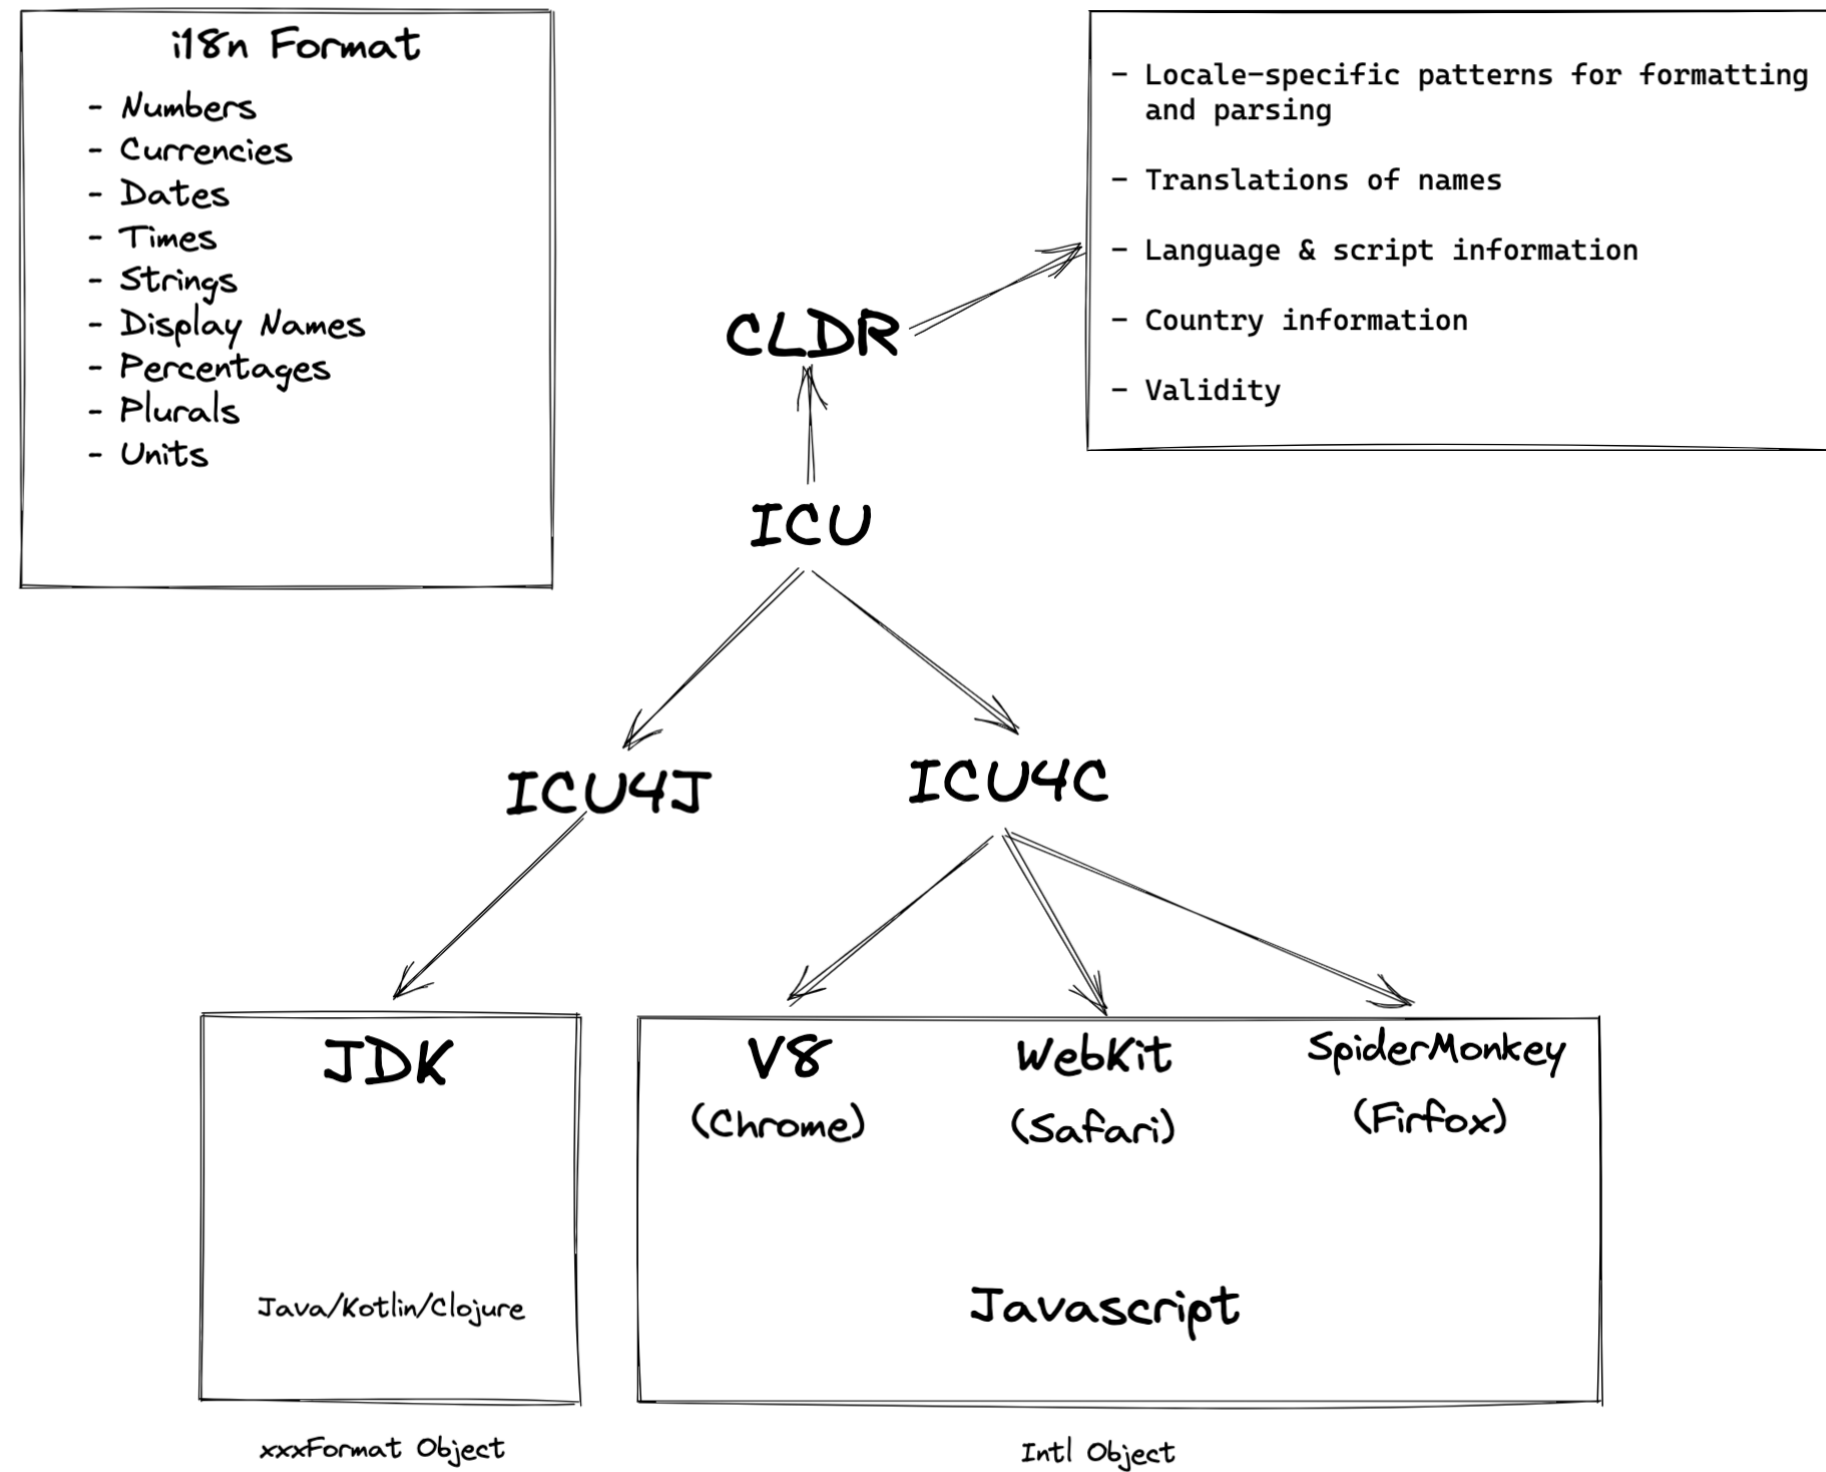 i18n Format
- Numbers
- Currencies
- Dates
- Times
- Strings
- Display Names
- Percentages
- Plurals
- Units
- Locale-specific patterns for formatting
and parsing
- Translations of names
- Language & script information
- Country information
- Validity
CLDR
ICU
ICU4J
ICU4C
JDK
Java/Kotlin/Clojure
xxxFormat Object
V8
(Chrome)
WebKit
(Safari)
SpiderMonkey
(Firfox)
Javascript
Intl Object